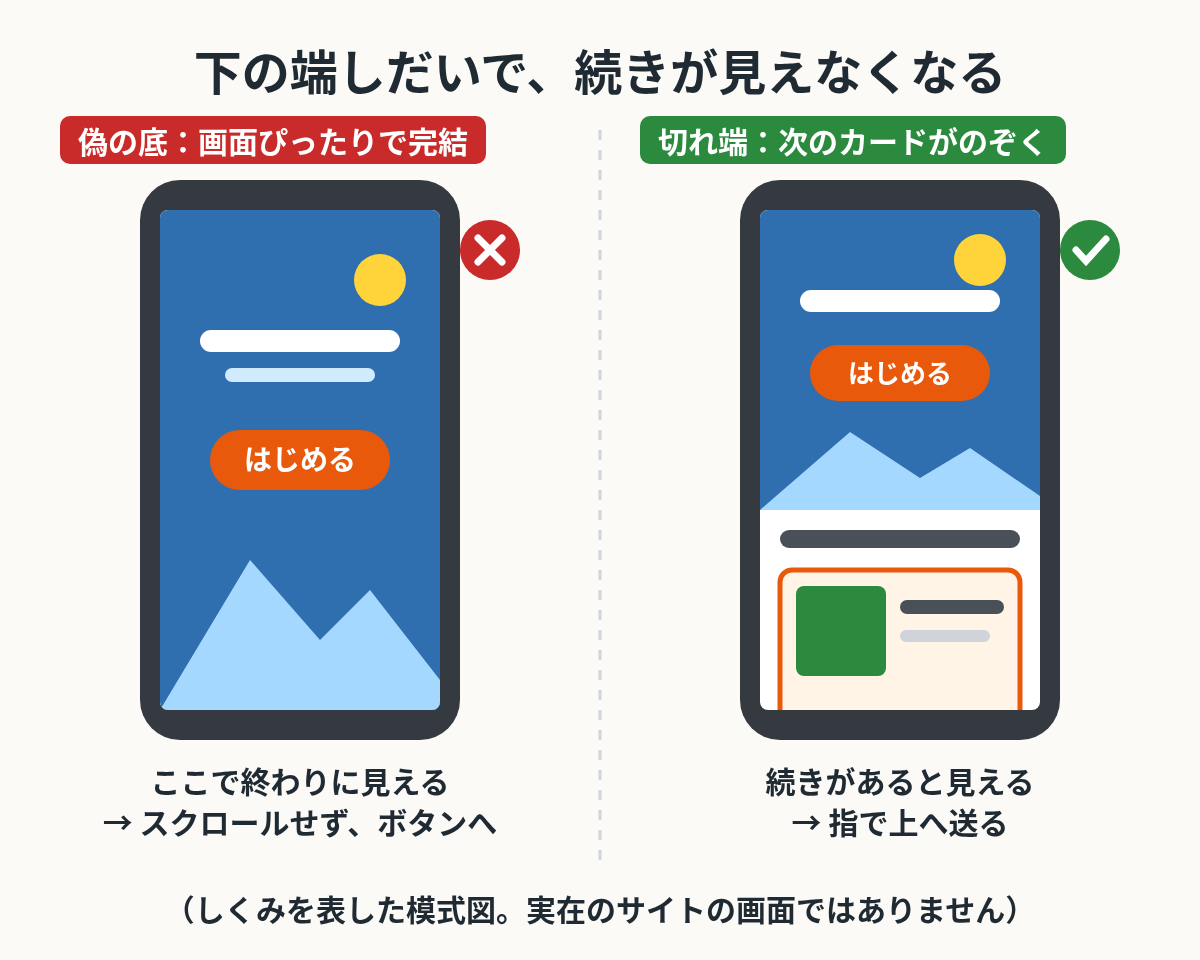 下の端しだいで、続きが見えなくなる
偽の底：画面ぴったりで完結
はじめる
ここで終わりに見える
→ スクロールせず、ボタンへ
切れ端：次のカードがのぞく
はじめる
続きがあると見える
→ 指で上へ送る
（しくみを表した模式図。実在のサイトの画面ではありません）